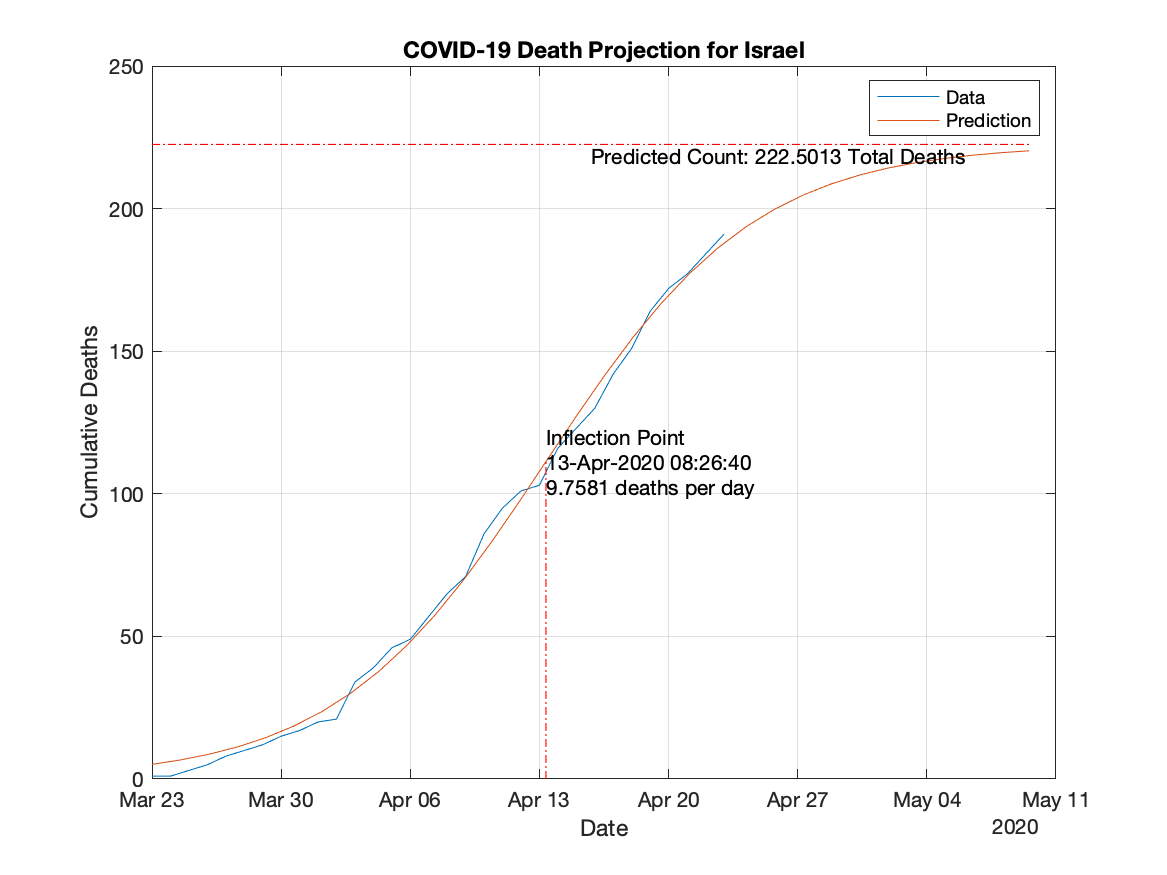 COVID-19 Death Projection for Israel
250
200
150
100
50
0
Cumulative Deaths
Data
Prediction
Predicted Count: 222.5013 Total Deaths
Inflection Point
13-Apr-2020 08:26:40
9.7581 deaths per day
Mar 23 Mar 30 Apr 06 Apr 13 Apr 20 Apr 27 May 04 May 11
Date
2020